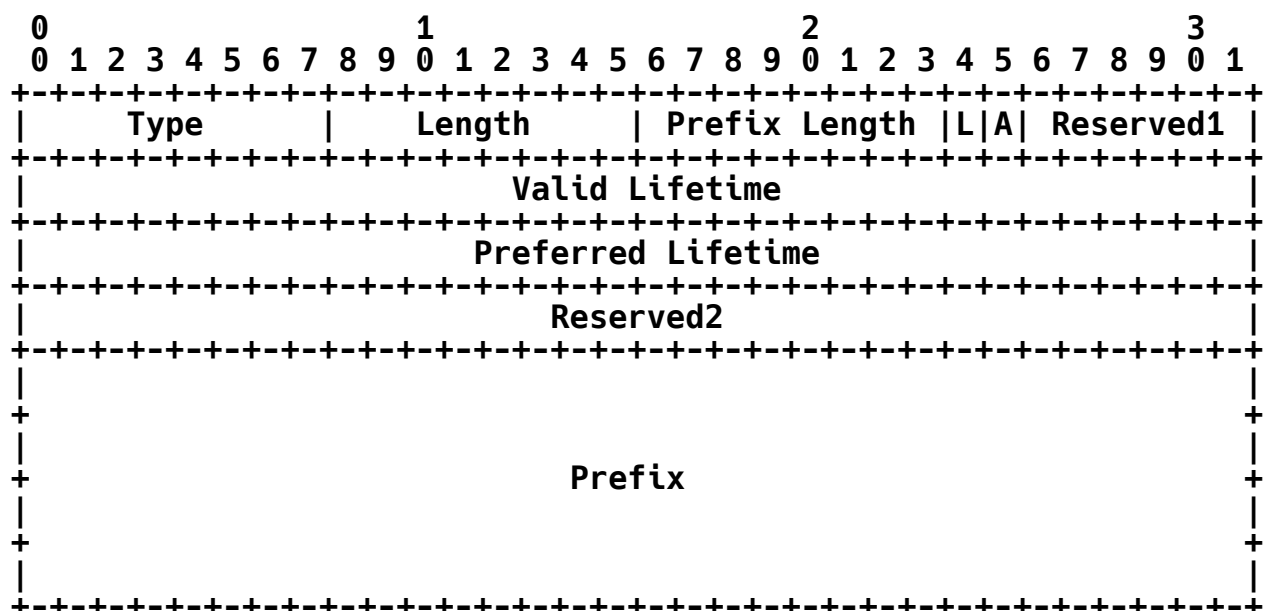 0                   1                   2                   3
 0 1 2 3 4 5 6 7 8 9 0 1 2 3 4 5 6 7 8 9 0 1 2 3 4 5 6 7 8 9 0 1
+-+-+-+-+-+-+-+-+-+-+-+-+-+-+-+-+-+-+-+-+-+-+-+-+-+-+-+-+-+-+-+-+
|     Type      |    Length     | Prefix Length |L|A| Reserved1 |
+-+-+-+-+-+-+-+-+-+-+-+-+-+-+-+-+-+-+-+-+-+-+-+-+-+-+-+-+-+-+-+-+
|                         Valid Lifetime                        |
+-+-+-+-+-+-+-+-+-+-+-+-+-+-+-+-+-+-+-+-+-+-+-+-+-+-+-+-+-+-+-+-+
|                       Preferred Lifetime                      |
+-+-+-+-+-+-+-+-+-+-+-+-+-+-+-+-+-+-+-+-+-+-+-+-+-+-+-+-+-+-+-+-+
|                           Reserved2                           |
+-+-+-+-+-+-+-+-+-+-+-+-+-+-+-+-+-+-+-+-+-+-+-+-+-+-+-+-+-+-+-+-+
|                                                               |
+                                                               +
|                                                               |
+                            Prefix                             +
|                                                               |
+                                                               +
|                                                               |
+-+-+-+-+-+-+-+-+-+-+-+-+-+-+-+-+-+-+-+-+-+-+-+-+-+-+-+-+-+-+-+-+